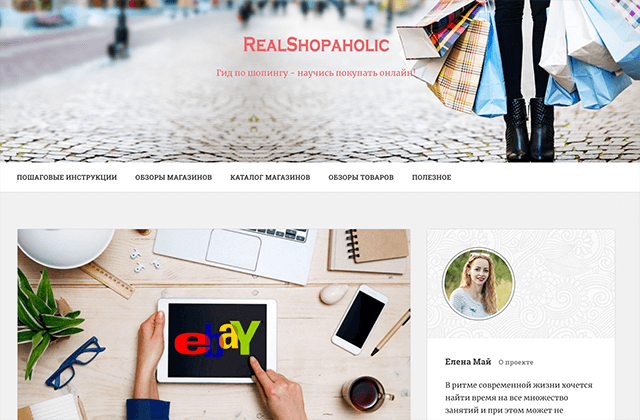 RealShopaholic
Гид по шопингу - научись покупать онлайн!
ПОШАГОВЫЕ ИНСТРУКЦИИ ОБЗОРЫ МАГАЗИНОВ КАТАЛОГ МАГАЗИНОВ ОБЗОРЫ ТОВАРОВ ПОЛЕЗНОЕ
ebay
Елена Май О проекте
В ритме современной жизни хочется
найти время на все множество
занятий и при этом может не